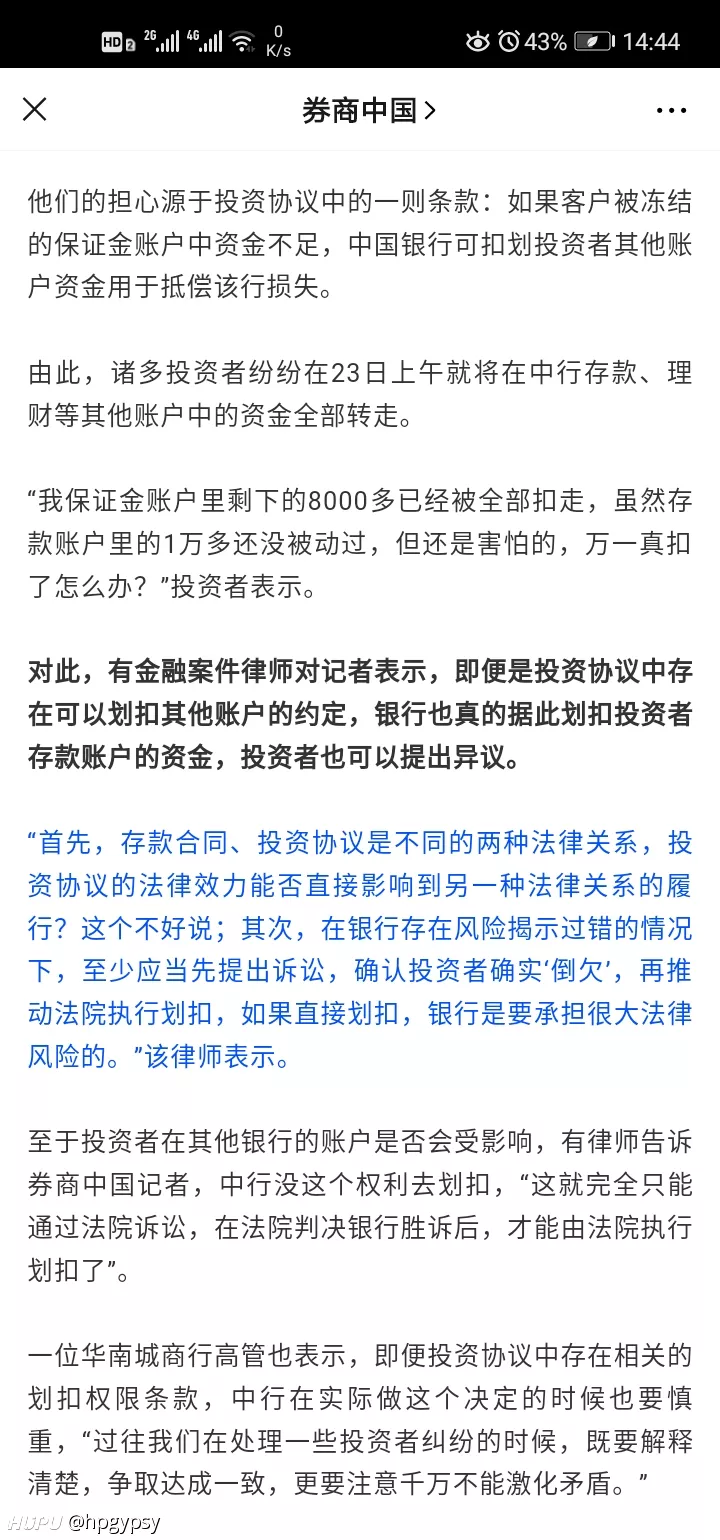 HD 2 2G 4G 0 K/s 43% 14:44
券商中国
他们的担心源于投资协议中的一则条款：如果客户被冻结
的保证金账户中资金不足，中国银行可扣划投资者其他账
户资金用于抵偿该行损失。
由此，诸多投资者纷纷在23日上午就将在中行存款、理
财等其他账户中的资金全部转走。
“我保证金账户里剩下的8000多已经被全部扣走，虽然存
款账户里的1万多还没被动过，但还是害怕的，万一真扣
了怎么办？”投资者表示。
对此，有金融案件律师对记者表示，即便是投资协议中存
在可以划扣其他账户的约定，银行也真的据此划扣投资者
存款账户的资金，投资者也可以提出异议。
“首先，存款合同、投资协议是不同的两种法律关系，投
资协议的法律效力能否直接影响到另一种法律关系的履
行？这个不好说；其次，在银行存在风险揭示过错的情况
下，至少应当先提出诉讼，确认投资者确实‘倒欠’，再推
动法院执行划扣，如果直接划扣，银行是要承担很大法律
风险的。”该律师表示。
至于投资者在其他银行的账户是否会受影响，有律师告诉
券商中国记者，中行没这个权利去划扣，“这就完全只能
通过法院诉讼，在法院判决银行胜诉后，才能由法院执行
划扣了”。
一位华南城商行高管也表示，即便投资协议中存在相关的
划扣权限条款，中行在实际做这个决定的时候也要慎
重，“过往我们在处理一些投资者纠纷的时候，既要解释
清楚，争取达成一致，更要注意千万不能激化矛盾。”
HUPU @hpgypsy